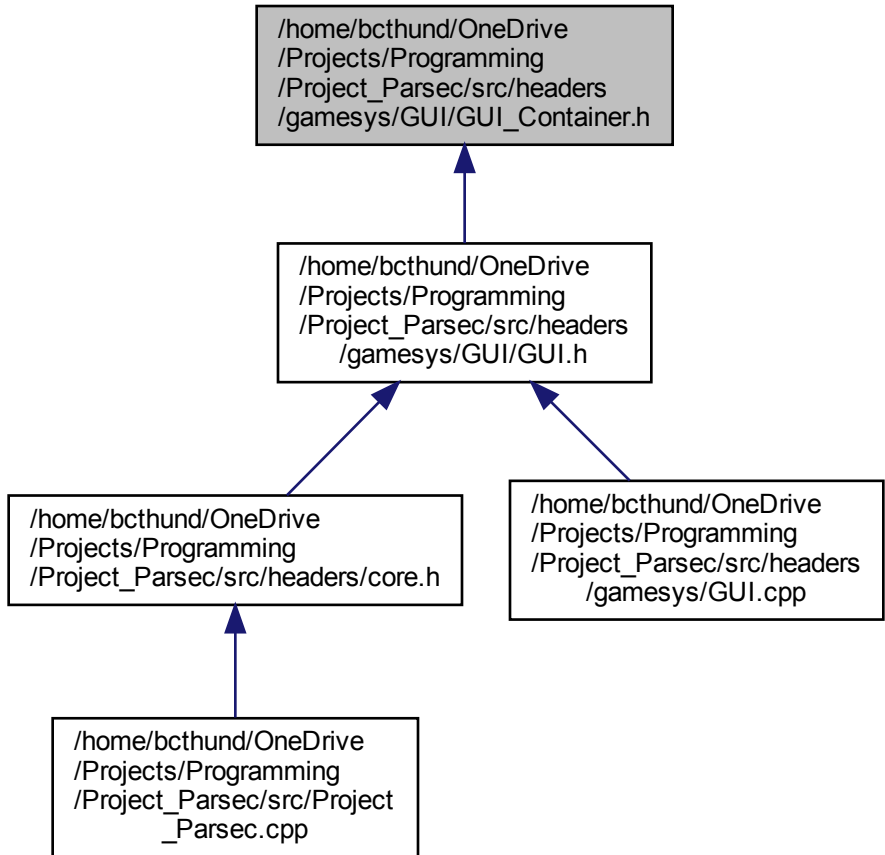 /home/bcthund/OneDrive
/Projects/Programming
/Project_Parsec/src/headers
/gamesys/GUI/GUI_Container.h
/home/bcthund/OneDrive
/Projects/Programming
/Project_Parsec/src/headers
/gamesys/GUI/GUI.h
/home/bcthund/OneDrive
/Projects/Programming
/Project_Parsec/src/headers/core.h
/home/bcthund/OneDrive
/Projects/Programming
/Project_Parsec/src/headers
/gamesys/GUI.cpp
/home/bcthund/OneDrive
/Projects/Programming
/Project_Parsec/src/Project
_Parsec.cpp